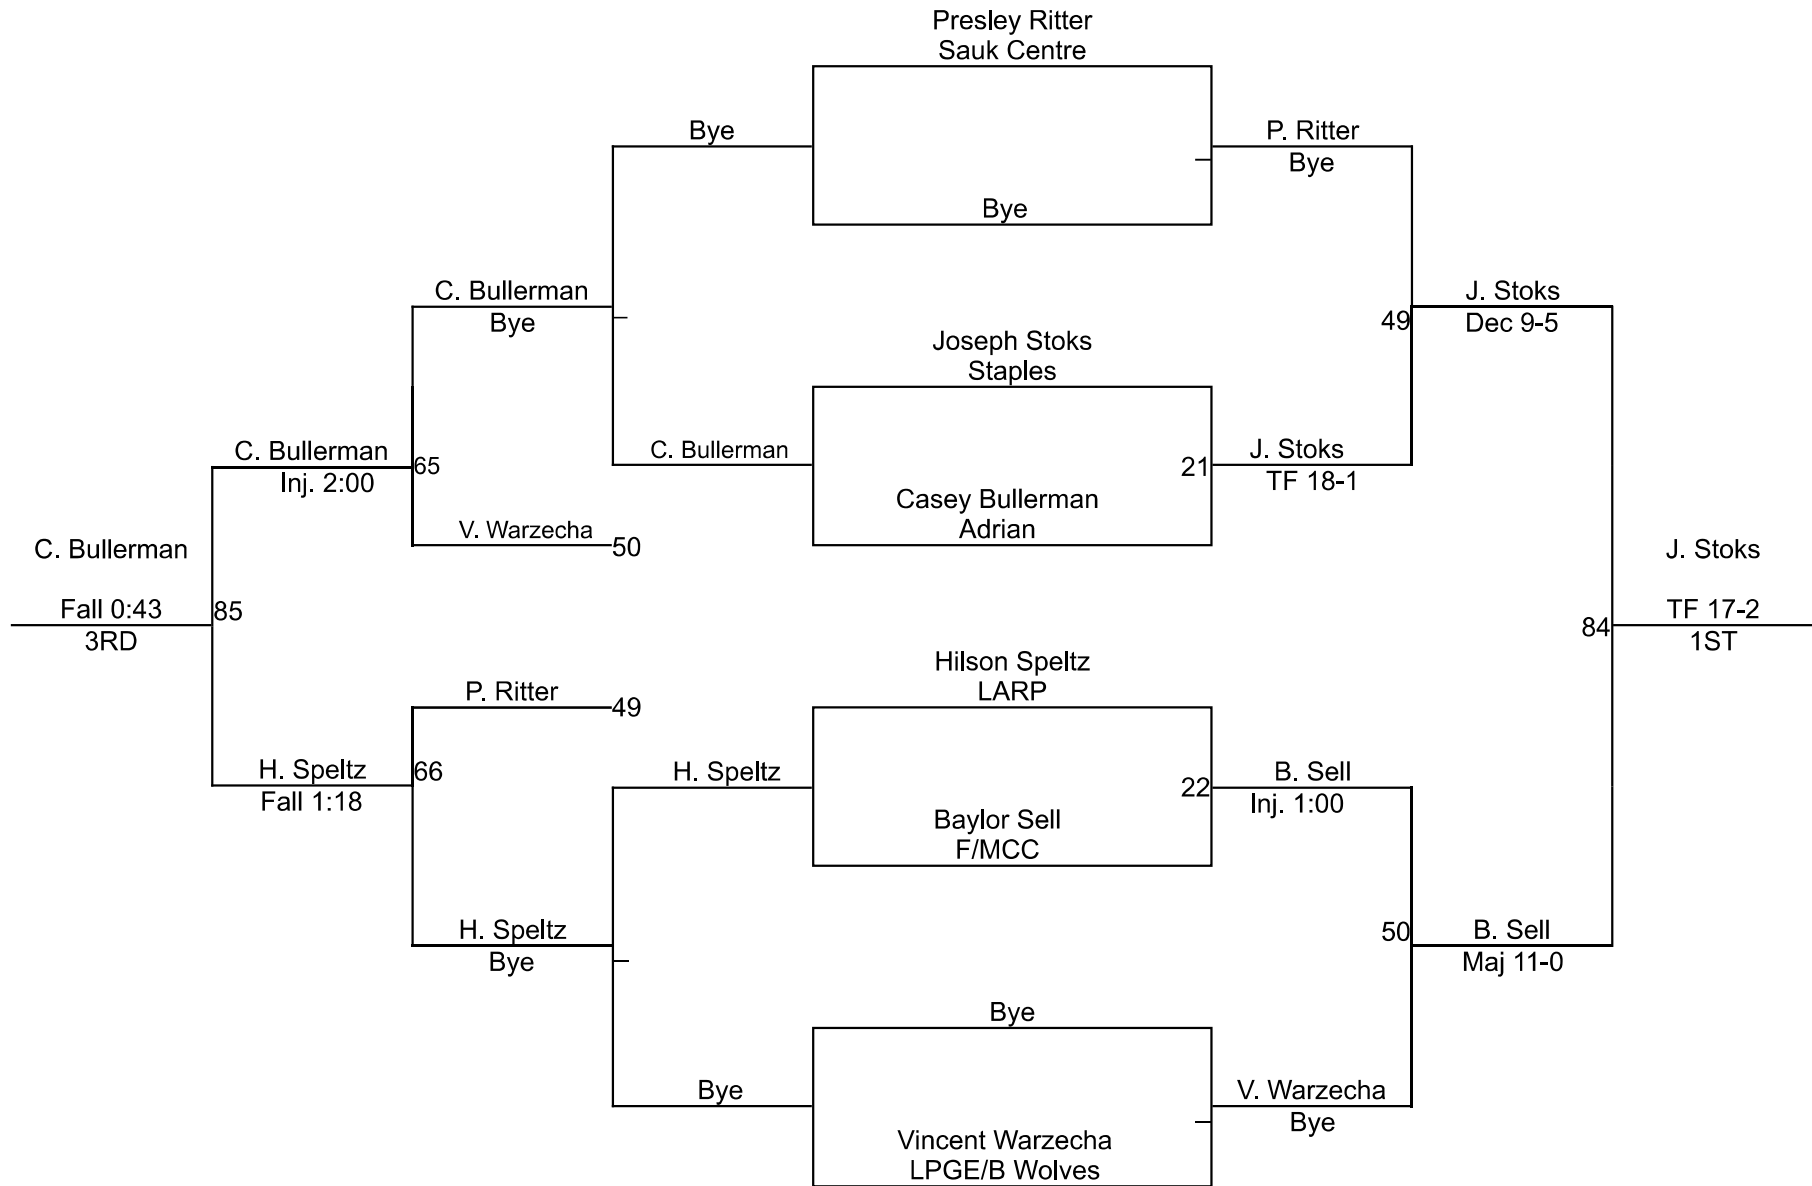 Presley Ritter
Sauk Centre
Bye
P. Ritter
Bye
Bye
C. Bullerman
Bye
J. Stoks
Dec 9-5
49
Joseph Stoks
Staples
C. Bullerman
Inj. 2:00
65
C. Bullerman
21
J. Stoks
TF 18-1
Casey Bullerman
Adrian
V. Warzecha
50
C. Bullerman
Fall 0:43
3RD
85
J. Stoks
TF 17-2
1ST
84
Hilson Speltz
LARP
P. Ritter
49
H. Speltz
Fall 1:18
66
H. Speltz
22
B. Sell
Inj. 1:00
Baylor Sell
F/MCC
H. Speltz
Bye
50
B. Sell
Maj 11-0
Bye
Bye
V. Warzecha
Bye
Vincent Warzecha
LPGE/B Wolves